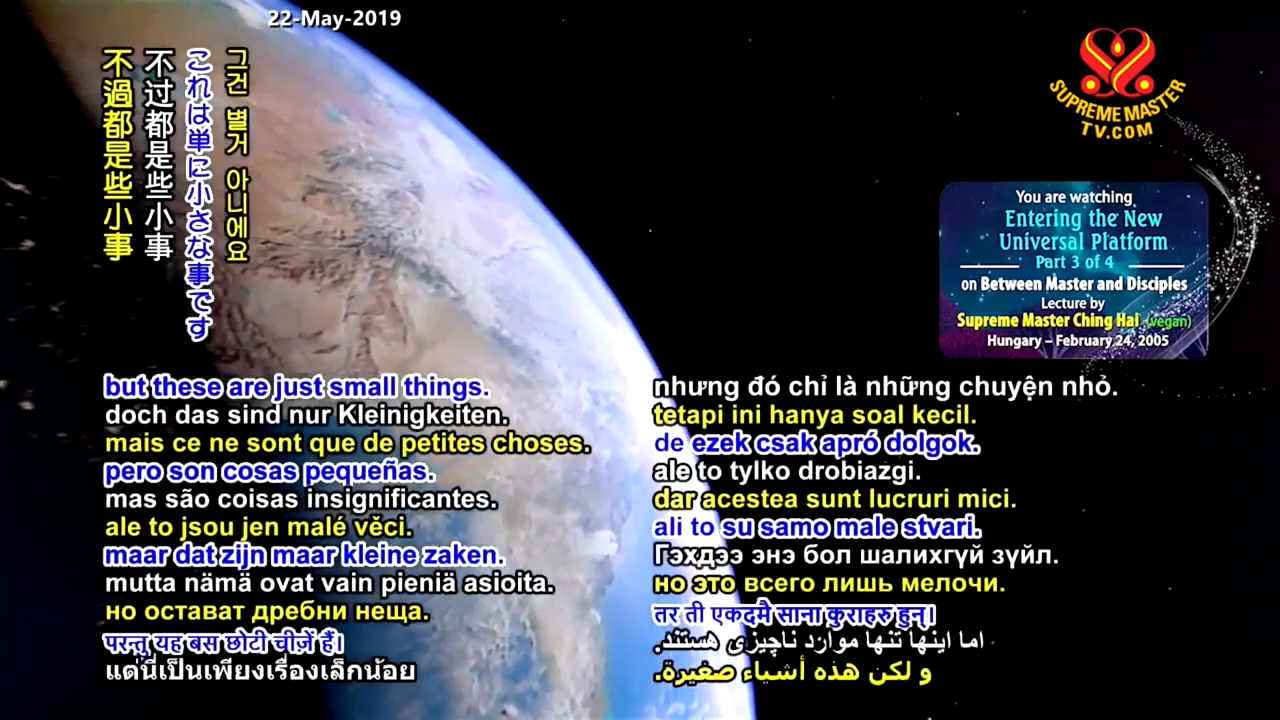 22-May-2019
그건 별거 아니에요
これは単に小さな事です
不过都是些小事
不過都是些小事
SUPREME MASTER
TV.COM
You are watching
Entering the New
Universal Platform
Part 3 of 4
on Between Master and Disciples
Lecture by
Supreme Master Ching Hai (vegan)
Hungary – February 24, 2005
but these are just small things.
doch das sind nur Kleinigkeiten.
mais ce ne sont que de petites choses.
pero son cosas pequeñas.
mas são coisas insignificantes.
ale to jsou jen malé věci.
maar dat zijn maar kleine zaken.
mutta nämä ovat vain pieniä asioita.
но остават дребни неща.
परन्तु यह बस छोटी चीज़ें हैं।
แต่นี่เป็นเพียงเรื่องเล็กน้อย
nhưng đó chỉ là những chuyện nhỏ.
tetapi ini hanya soal kecil.
de ezek csak apró dolgok.
ale to tylko drobiazgi.
dar acestea sunt lucruri mici.
ali to su samo male stvari.
Гэхдээ энэ бол шалихгүй зүйл.
но это всего лишь мелочи.
तर ती एकदमै साना कुराहरु हुन्।
اما اینها تنها موارد ناچیزی هستند.
و لكن هذه أشياء صغيرة.